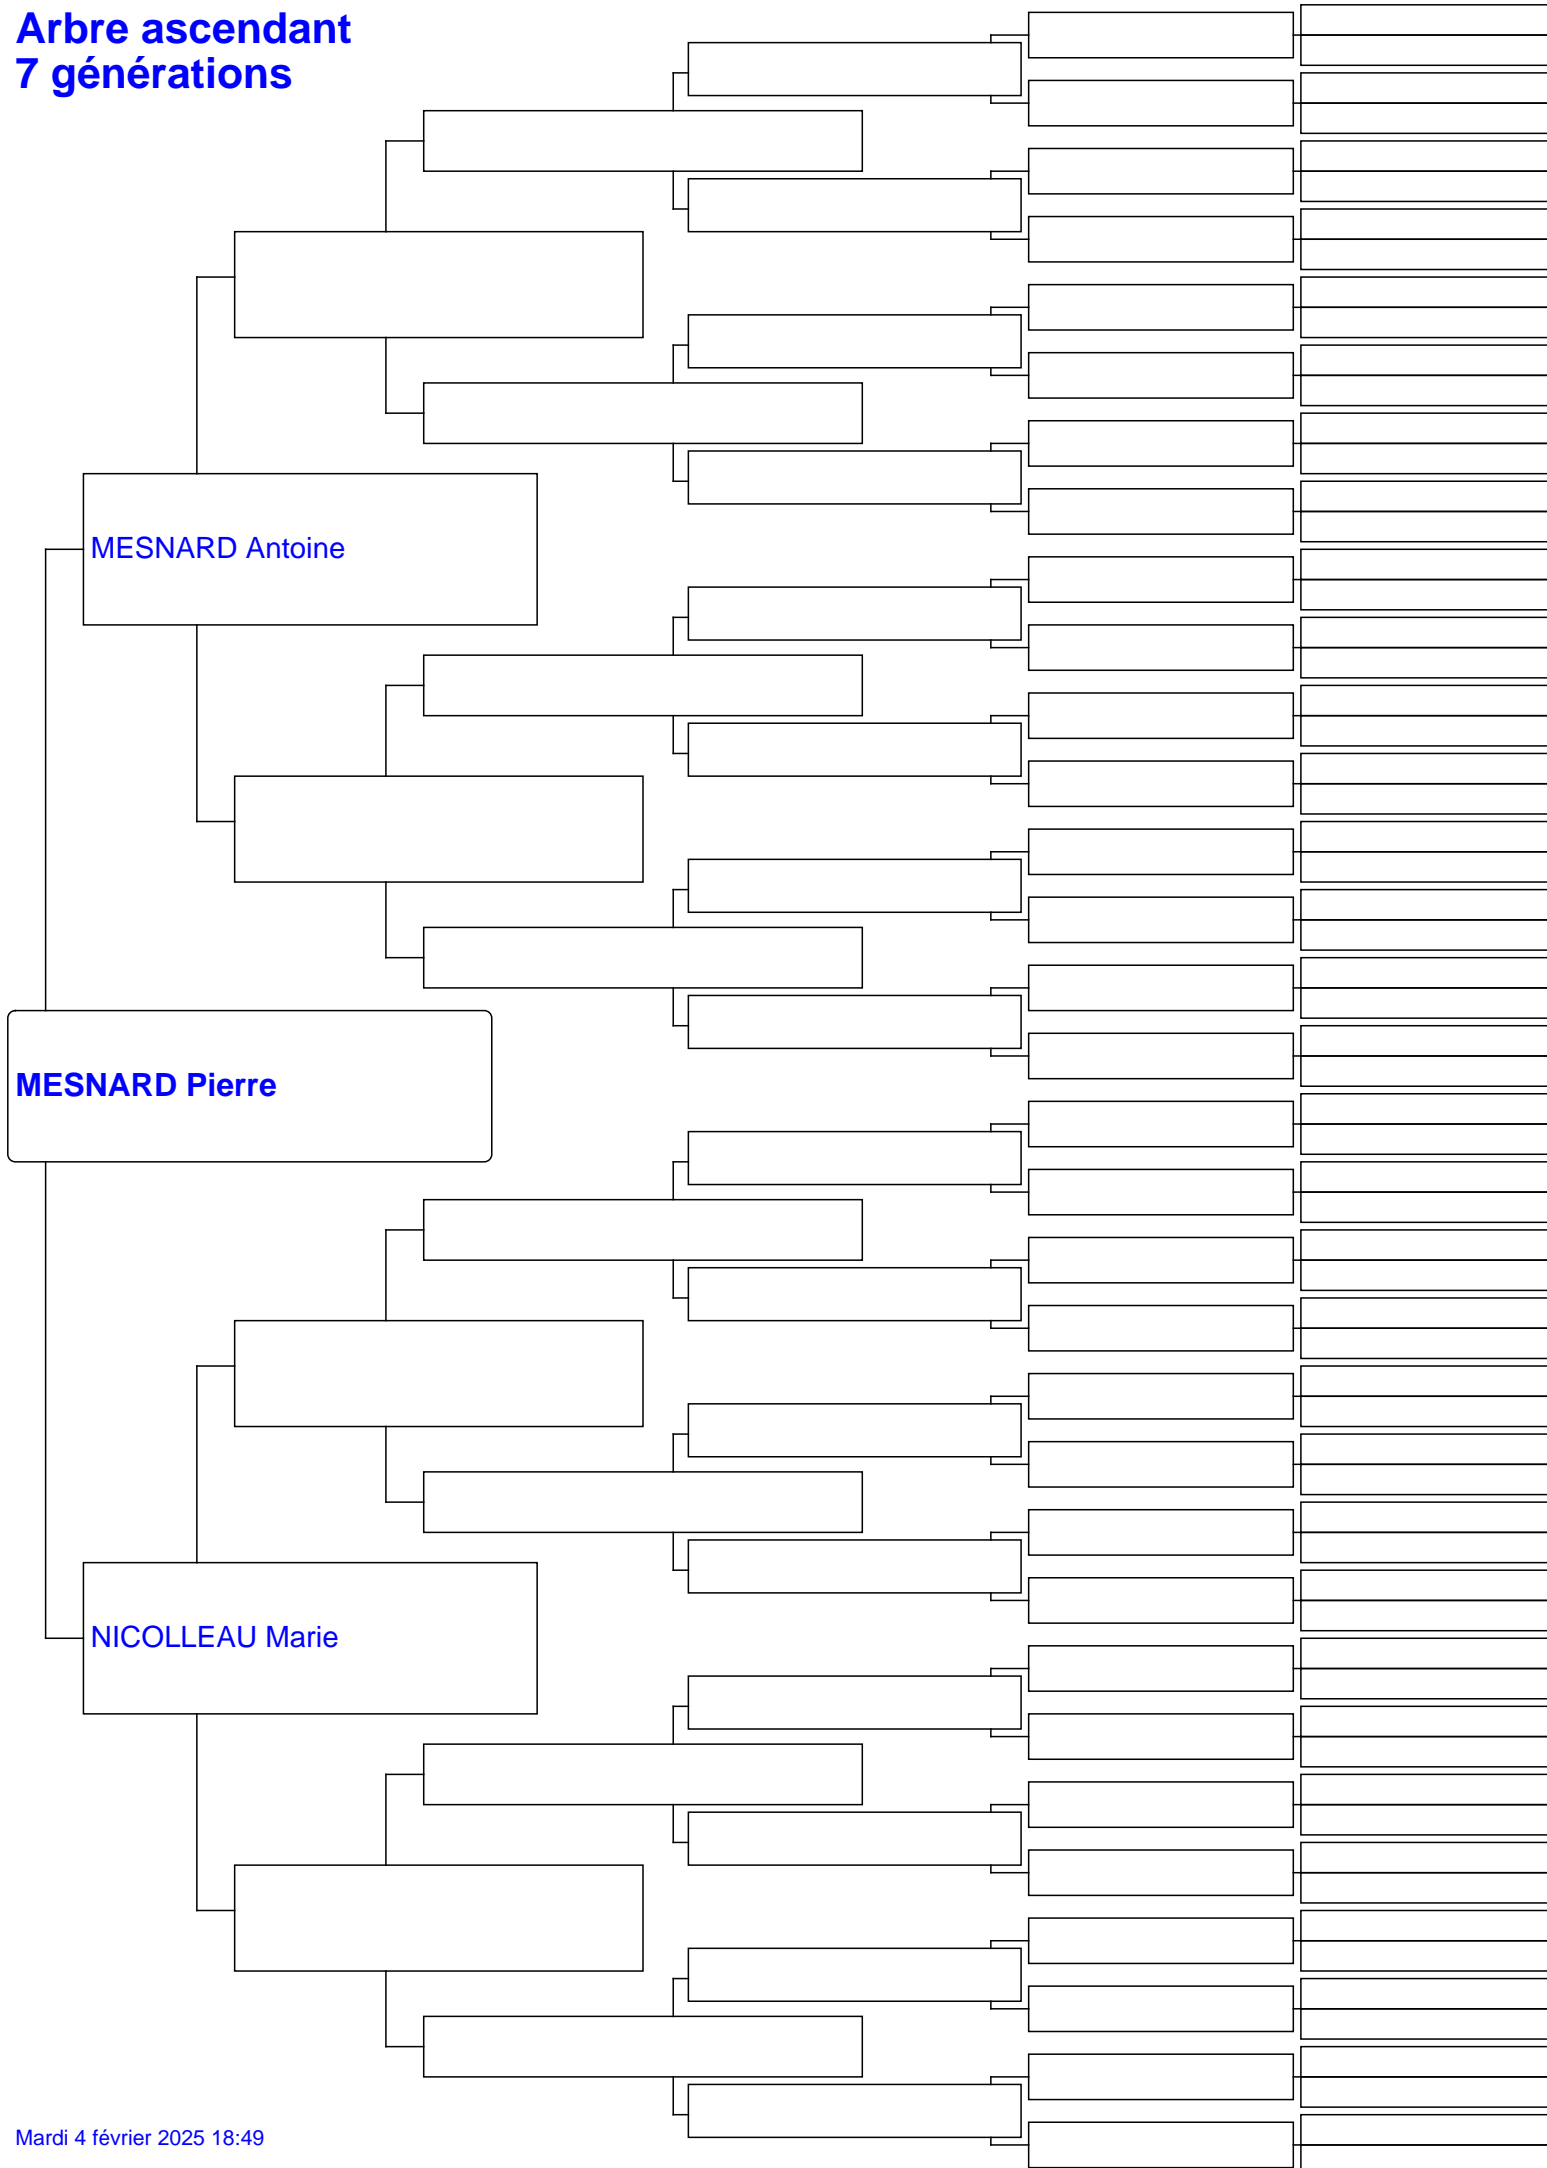 Arbre ascendant
7 générations
MESNARD Antoine
MESNARD Pierre
NICOLLEAU Marie
Mardi 4 février 2025 18:49